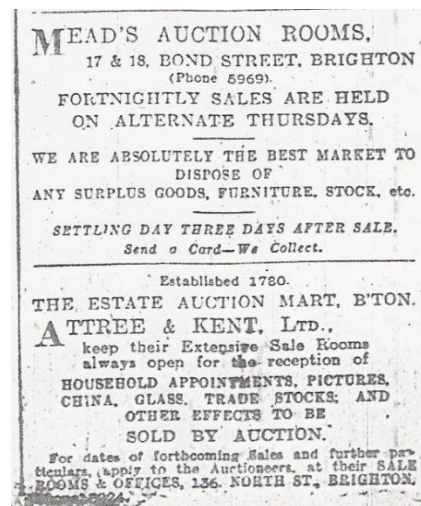 MEAD'S AUCTION ROOMS,
17 & 18, BOND STREET, BRIGHTON
(Phone 5969).
FORTNIGHTLY SALES ARE HELD
ON ALTERNATE THURSDAYS.
WE ARE ABSOLUTELY THE BEST MARKET TO
DISPOSE OF
ANY SURPLUS GOODS, FURNITURE, STOCK, etc.
SETTLING DAY THREE DAYS AFTER SALE.
Send a Card—We Collect.
Established 1780.
THE ESTATE AUCTION MART, B'TON.
ATTREE & KENT, LTD.,
keep their Extensive Sale Rooms
always open for the reception of
HOUSEHOLD APPOINTMENTS, PICTURES,
CHINA, GLASS, TRADE STOCKS; AND
OTHER EFFECTS TO BE
SOLD BY AUCTION.
For dates of forthcoming Sales and further par-
ticulars, apply to the Auctioneers, at their SALE
ROOMS & OFFICES, 136, NORTH ST., BRIGHTON.